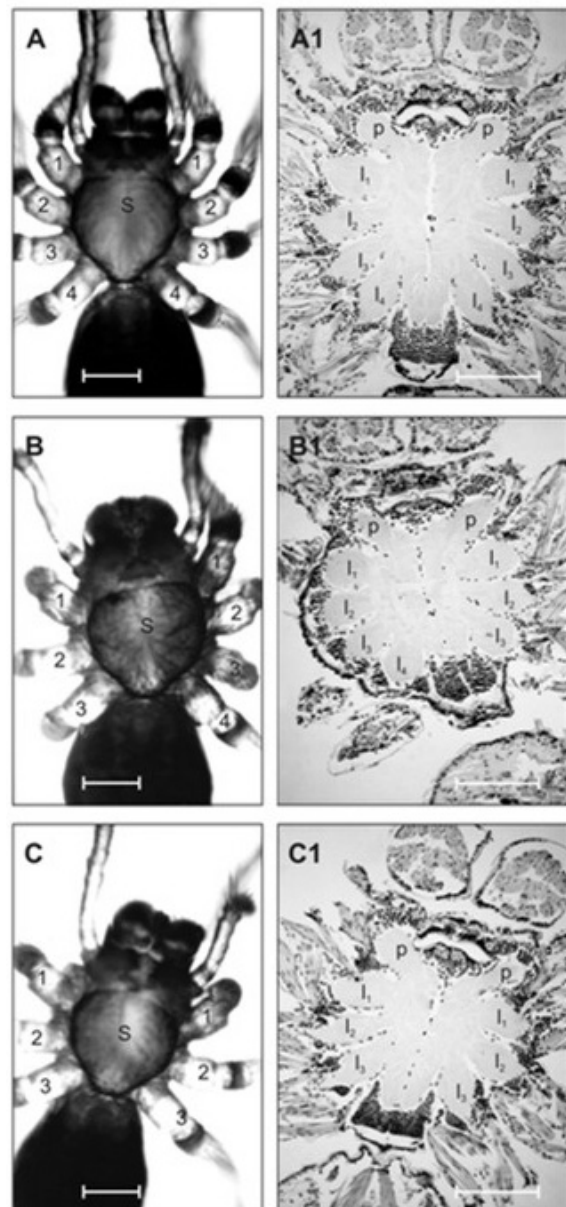 A
1 1
2 S 2
3 3
4 4
A1
p p
l₁ l₁
l₂ l₂
l₃ l₃
l₄ l₄
B
1
1 2
S
2 3
3 4
B1
p p
l₁ l₁
l₂ l₂
l₃ l₃
l₄
C
1 1
S
2 2
3 3
C1
p p
l₁
l₂ l₁
l₃ l₂
l₃